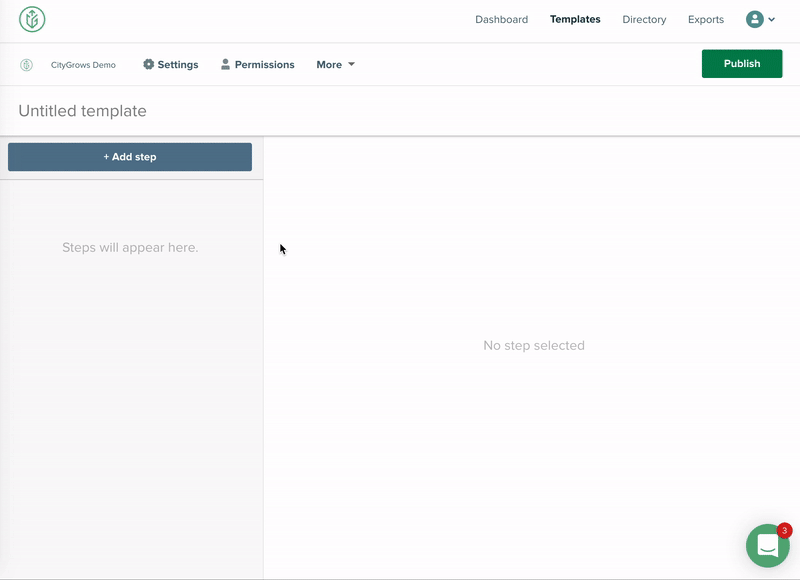 Dashboard Templates Directory Exports
CityGrows Demo Settings Permissions More Publish
Untitled template
+ Add step
Steps will appear here.
No step selected
3